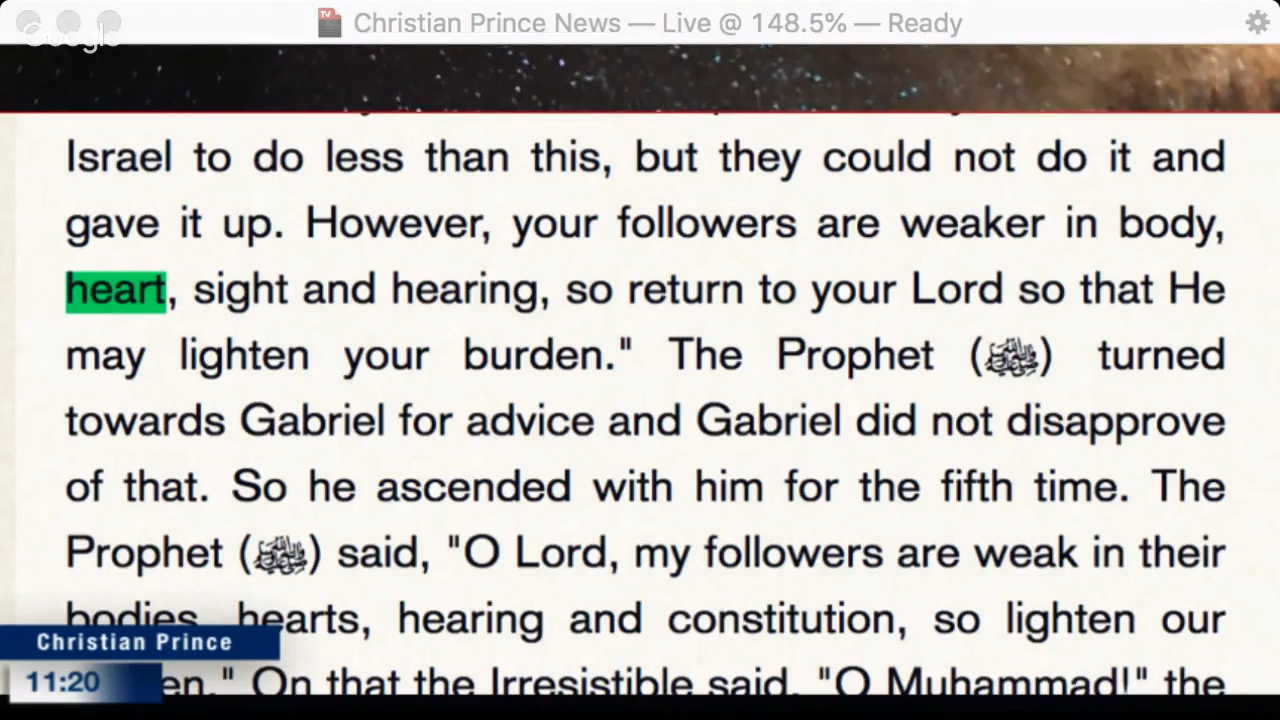 Christian Prince News — Live @ 148.5% — Ready
Google
Israel to do less than this, but they could not do it and
gave it up. However, your followers are weaker in body,
heart, sight and hearing, so return to your Lord so that He
may lighten your burden." The Prophet (ﷺ) turned
towards Gabriel for advice and Gabriel did not disapprove
of that. So he ascended with him for the fifth time. The
Prophet (ﷺ) said, "O Lord, my followers are weak in their
bodies, hearts, hearing and constitution, so lighten our
en." On that the Irresistible said, "O Muhammad!" the
Christian Prince
11:20